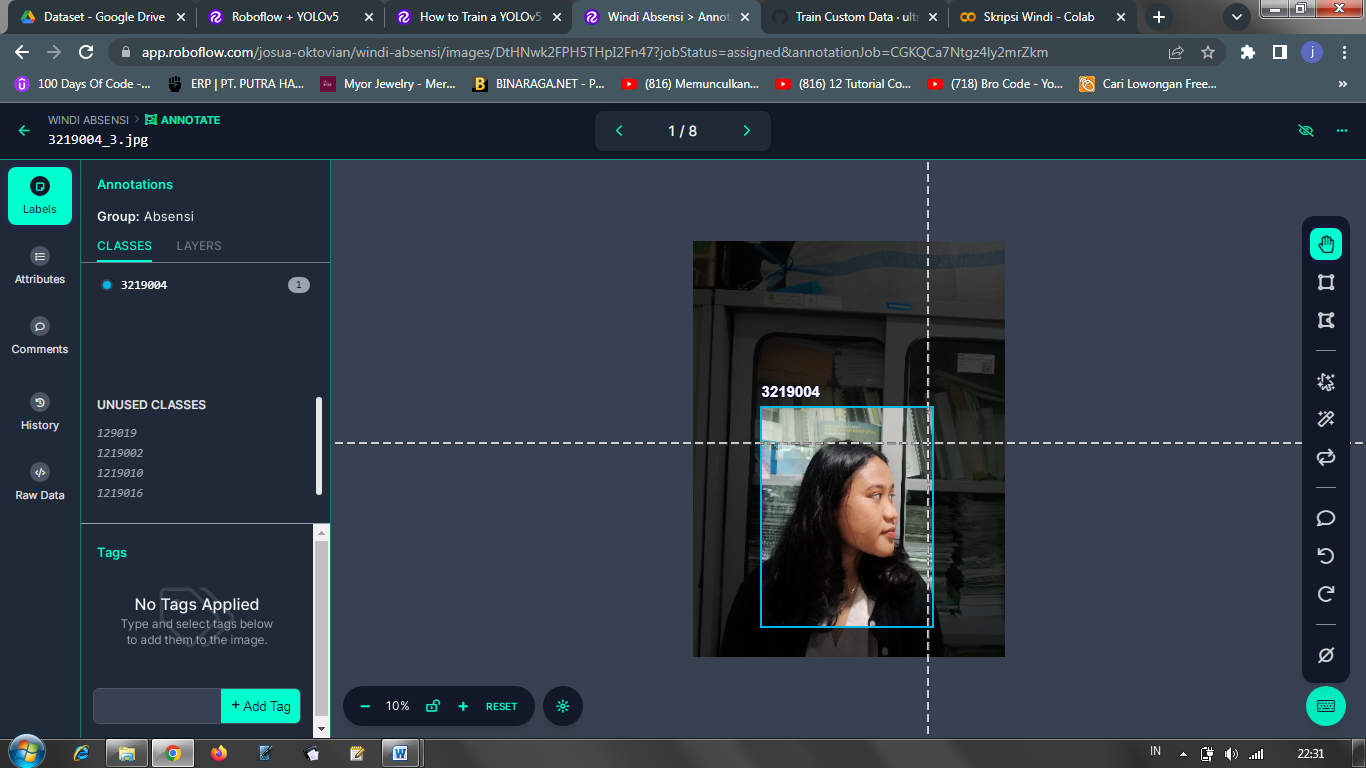 Dataset - Google Drive
Roboflow + YOLOv5
How to Train a YOLOv5
Windi Absensi > Annot
Train Custom Data · ult
Skripsi Windi - Colab
app.roboflow.com/josua-oktovian/windi-absensi/images/DtHNwk2FPH5THpI2Fn47?jobStatus=assigned&annotationJob=CGKQCa7Ntgz4ly2mrZkm
j
100 Days Of Code -...
ERP | PT. PUTRA HA...
Myor Jewelry - Mer...
BINARAGA.NET - P...
(816) Memunculkan...
(816) 12 Tutorial Co...
(718) Bro Code - Yo...
Cari Lowongan Free...
»
WINDI ABSENSI > ANNOTATE
3219004_3.jpg
1 / 8
Labels
Attributes
Comments
History
Raw Data
Annotations
Group: Absensi
CLASSES LAYERS
3219004 1
UNUSED CLASSES
129019
1219002
1219010
1219016
Tags
No Tags Applied
Type and select tags below
to add them to the image.
+ Add Tag
3219004
10% RESET
IN
22:31